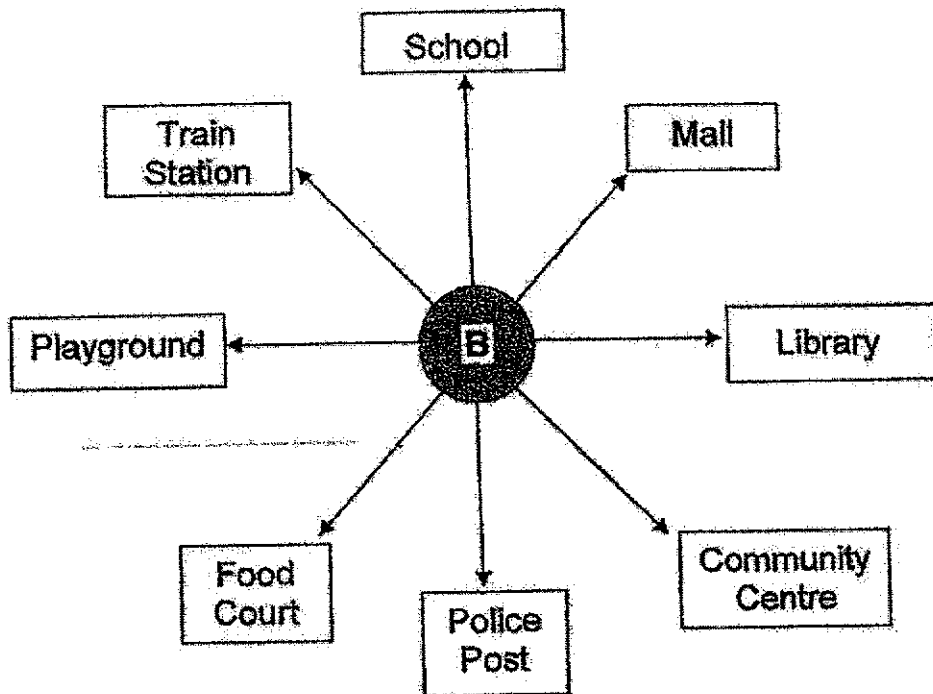 School
Train
Station
Mall
Playground
B
Library
Food
Court
Police
Post
Community
Centre